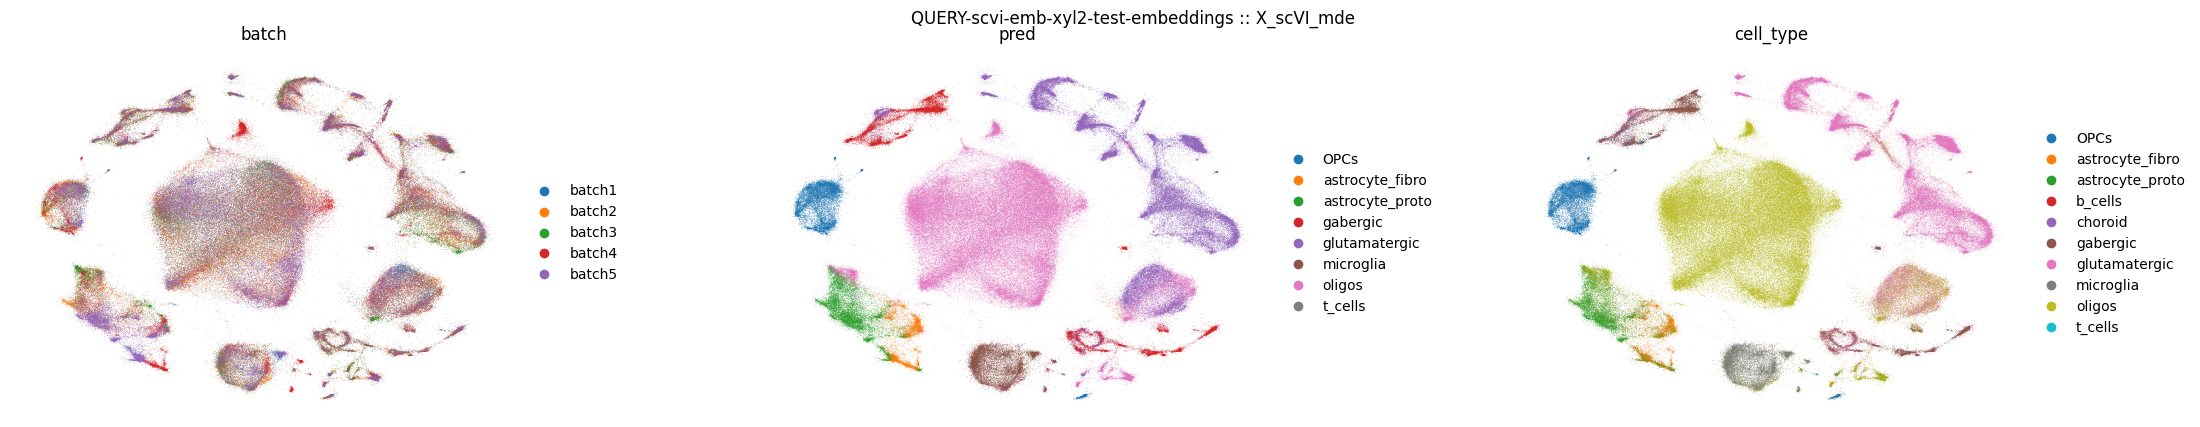 QUERY-scvi-emb-xyl2-test-embeddings :: X_scVI_mde
batch
batch1
batch2
batch3
batch4
batch5
pred
OPCs
astrocyte_fibro
astrocyte_proto
gabergic
glutamatergic
microglia
oligos
t_cells
cell_type
OPCs
astrocyte_fibro
astrocyte_proto
b_cells
choroid
gabergic
glutamatergic
microglia
oligos
t_cells